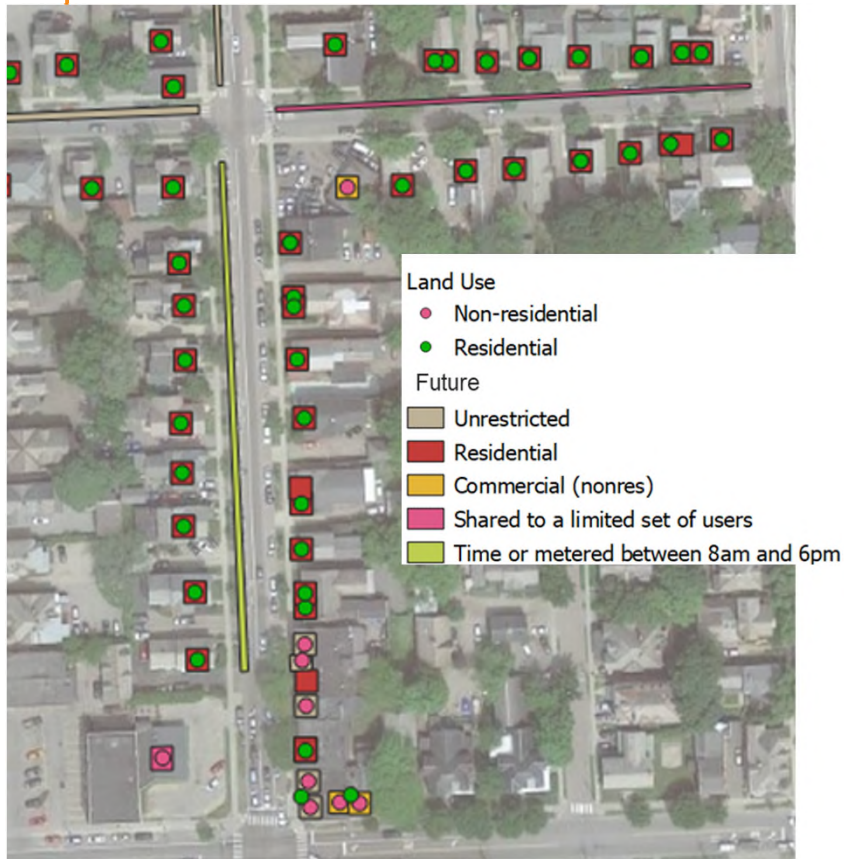 Land Use
Non-residential
Residential
Future
Unrestricted
Residential
Commercial (nonres)
Shared to a limited set of users
Time or metered between 8am and 6pm